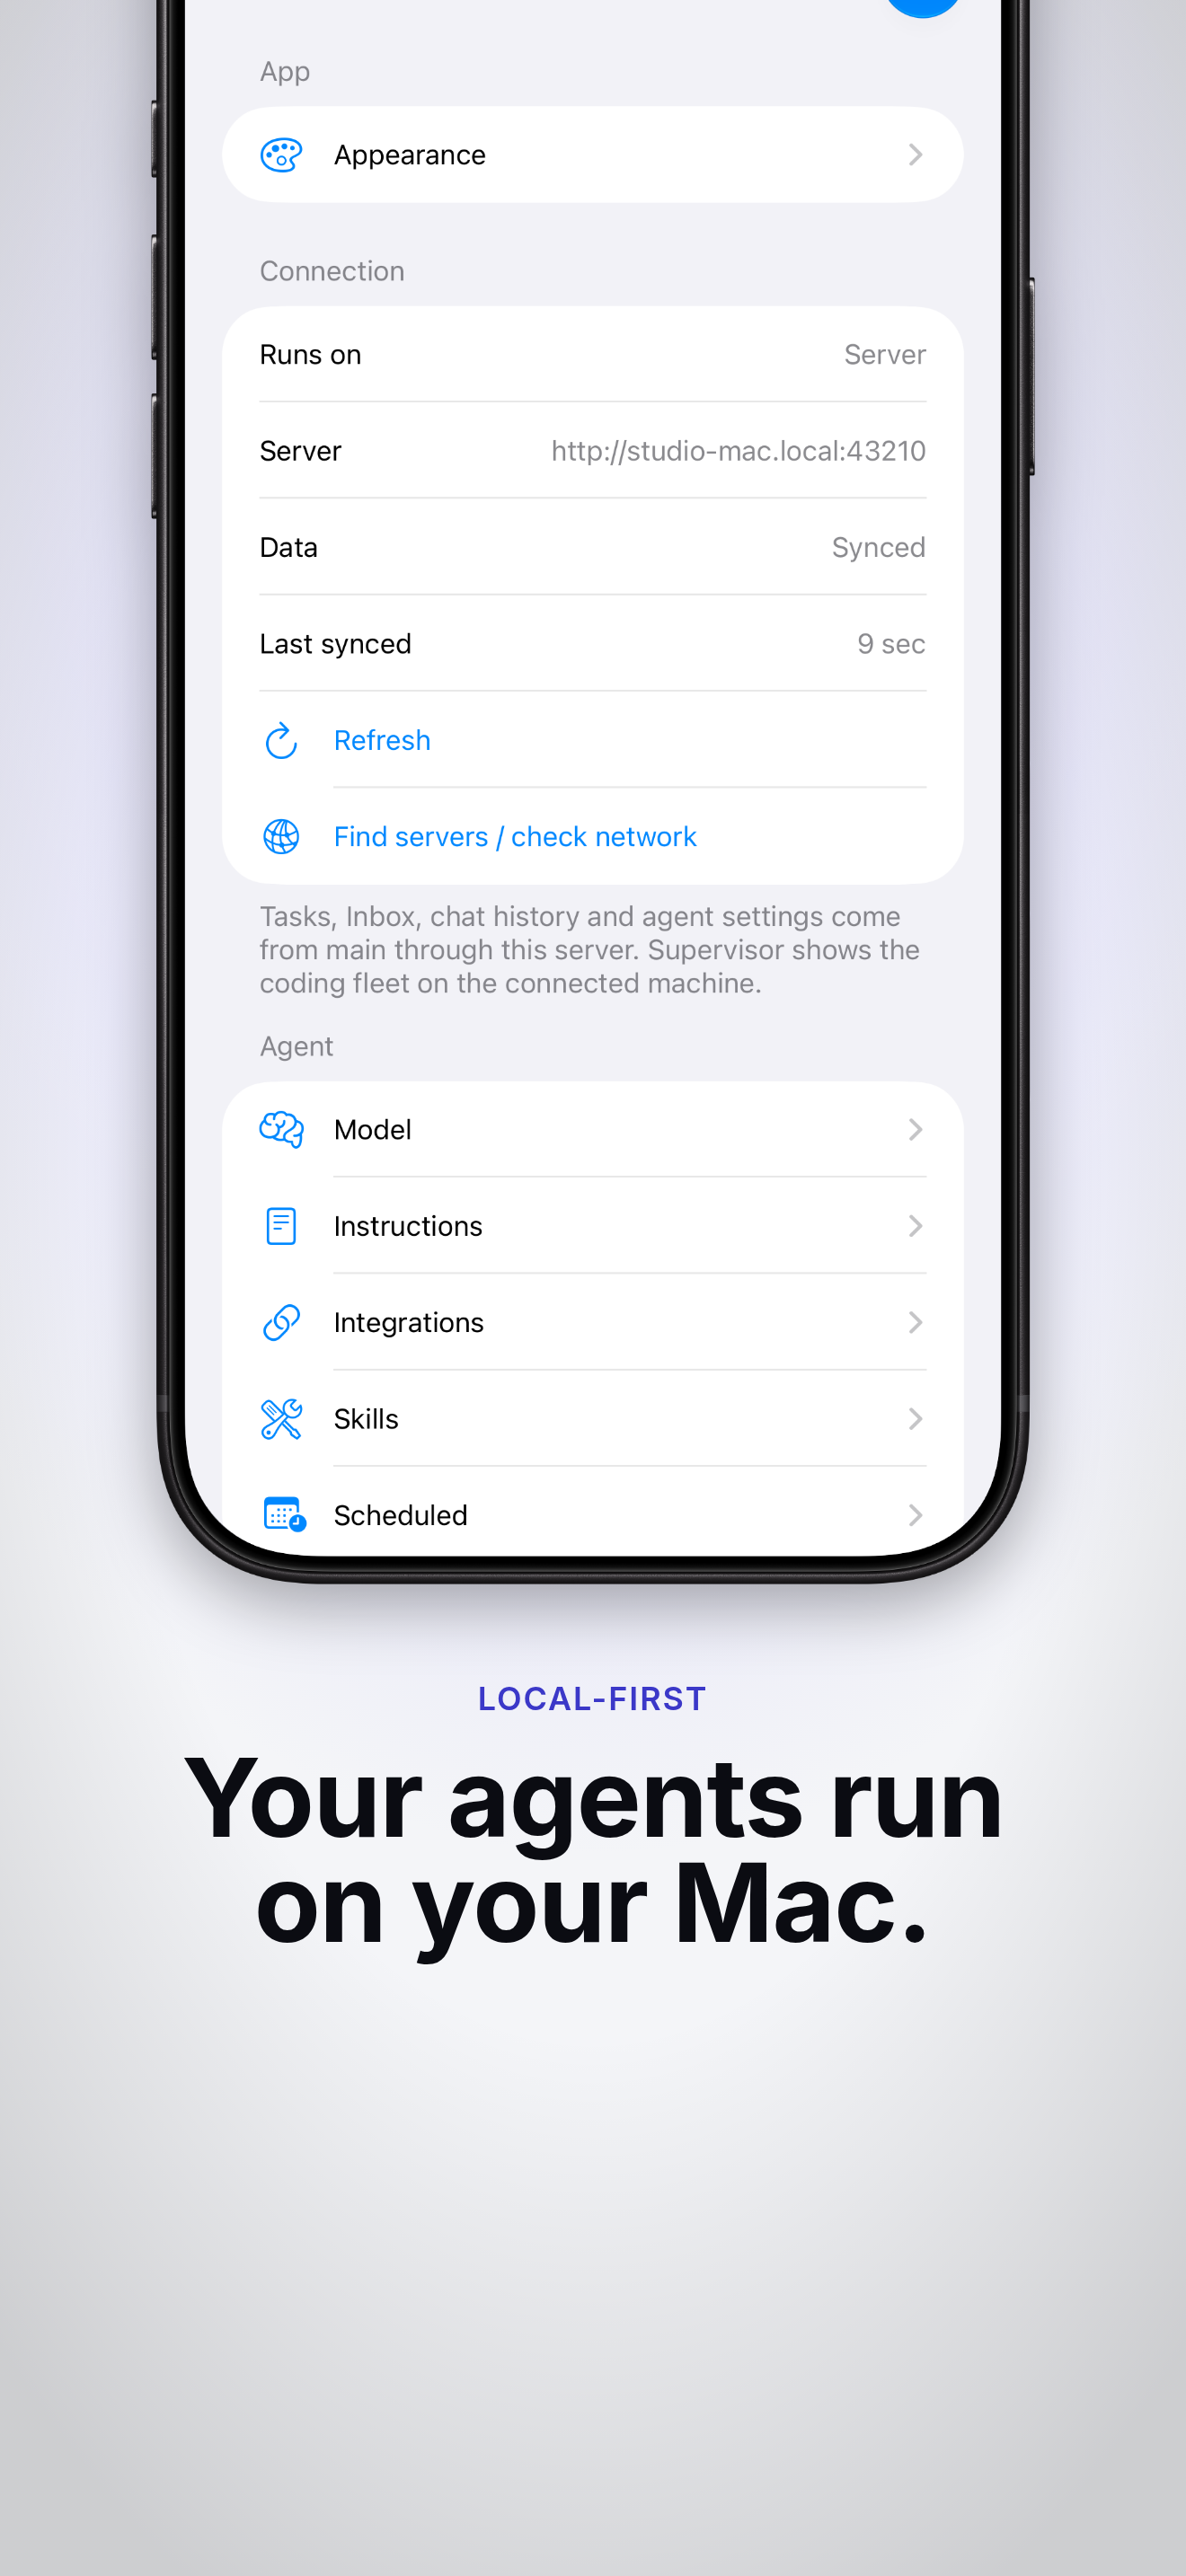 App
Appearance
Connection
Runs on Server
Server http://studio-mac.local:43210
Data Synced
Last synced 9 sec
Refresh
Find servers / check network
Tasks, Inbox, chat history and agent settings come
from main through this server. Supervisor shows the
coding fleet on the connected machine.
Agent
Model
Instructions
Integrations
Skills
Scheduled
LOCAL-FIRST
Your agents run
on your Mac.